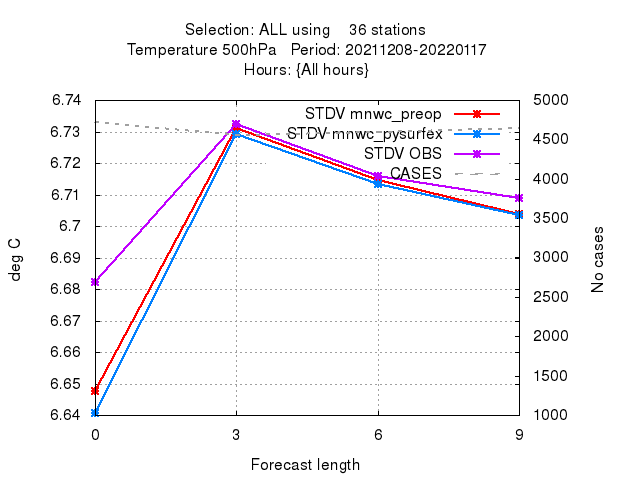 Selection: ALL using 36 stations
Temperature 500hPa Period: 20211208-20220117
Hours: {All hours}
STDV mnwc_preop
STDV mnwc_pysurfex
STDV OBS
CASES
6.74
6.73
6.72
6.71
6.7
6.69
6.68
6.67
6.66
6.65
6.64
deg C
5000
4500
4000
3500
3000
2500
2000
1500
1000
No cases
0 3 6 9
Forecast length